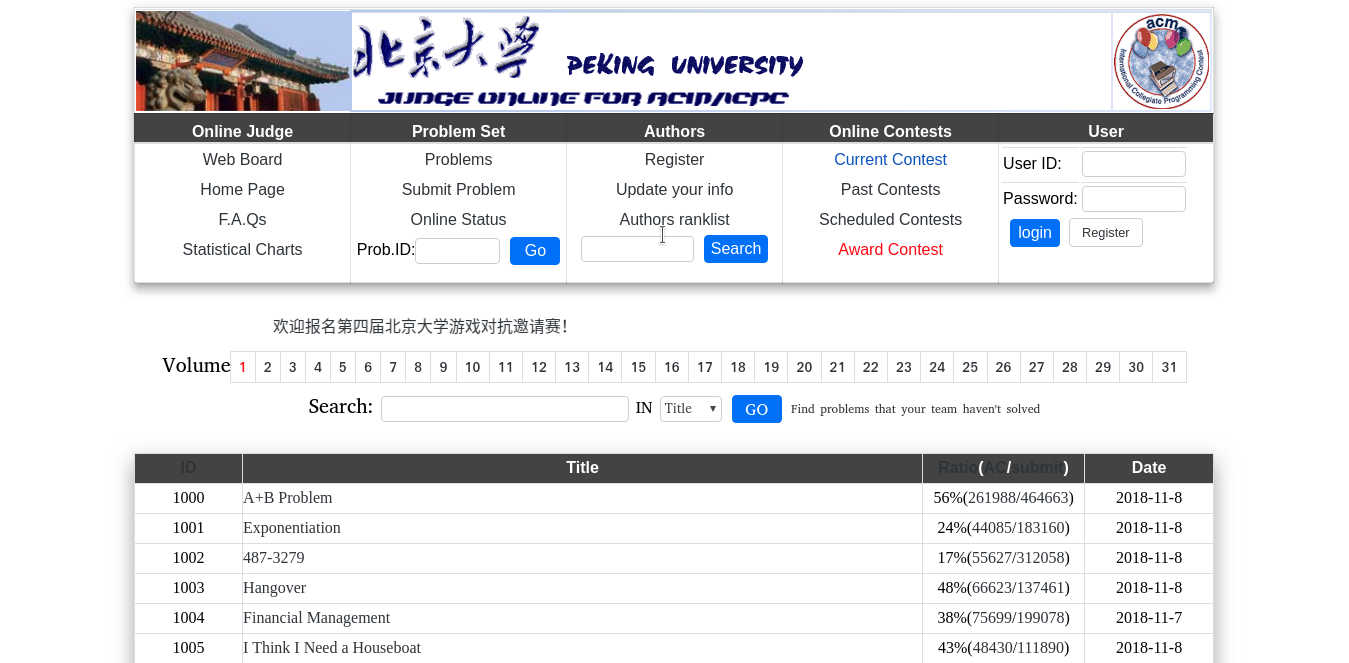 北京大学 PEKING UNIVERSITY
JUDGE ONLINE FOR ACM/ICPC
acm International Collegiate Programming Contest
Online Judge Problem Set Authors Online Contests User
Web Board Problems Register Current Contest User ID:
Home Page Submit Problem Update your info Past Contests Password:
F.A.Qs Online Status Authors ranklist Scheduled Contests login Register
Statistical Charts Prob.ID: Go Search Award Contest
欢迎报名第四届北京大学游戏对抗邀请赛!
Volume 1 2 3 4 5 6 7 8 9 10 11 12 13 14 15 16 17 18 19 20 21 22 23 24 25 26 27 28 29 30 31
Search: IN Title GO Find problems that your team haven't solved
ID Title Ratio(AC/submit) Date
1000 A+B Problem 56%(261988/464663) 2018-11-8
1001 Exponentiation 24%(44085/183160) 2018-11-8
1002 487-3279 17%(55627/312058) 2018-11-8
1003 Hangover 48%(66623/137461) 2018-11-8
1004 Financial Management 38%(75699/199078) 2018-11-7
1005 I Think I Need a Houseboat 43%(48430/111890) 2018-11-8